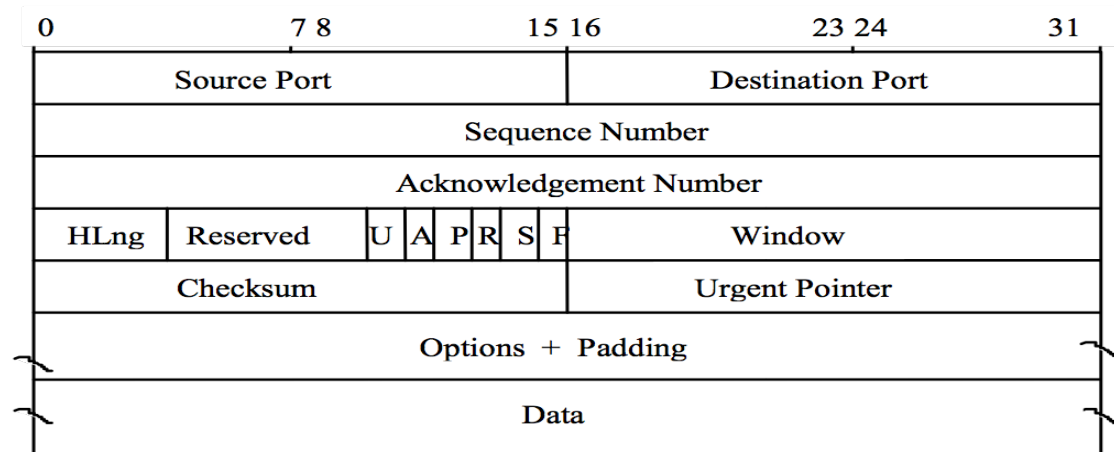 0 7 8 15 16 23 24 31
Source Port Destination Port
Sequence Number
Acknowledgement Number
HLng Reserved U A P R S F Window
Checksum Urgent Pointer
Options + Padding
Data